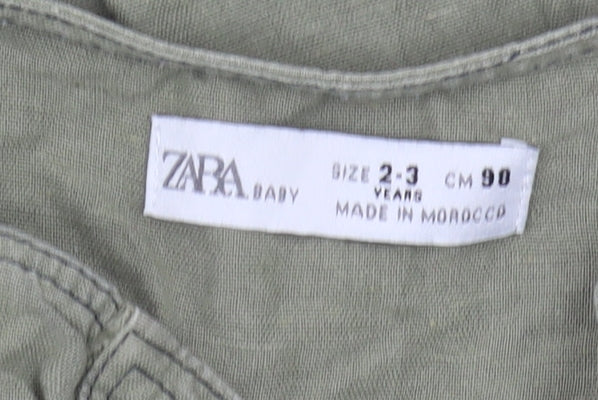 ZARA BABY
SIZE 2-3 CM 90
YEARS
MADE IN MOROCCO